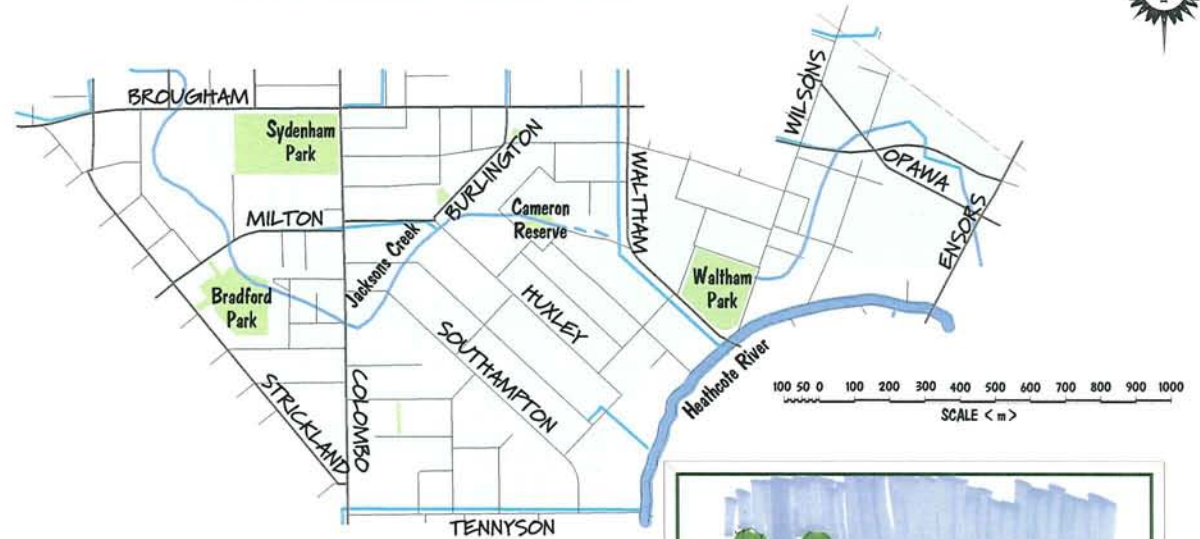 BROUGHAM
Sydenham
Park
MILTON
BURLINGTON
Cameron
Reserve
WALTHAM
WILSONS
OPAWA
ENSORS
Jacksons Creek
Bradford
Park
Waltham
Park
HUXLEY
SOUTHAMPTON
STRICKLAND
COLOMBO
Heathcote River
100 50 0 100 200 300 400 500 600 700 800 900 1000
SCALE < m >
TENNYSON